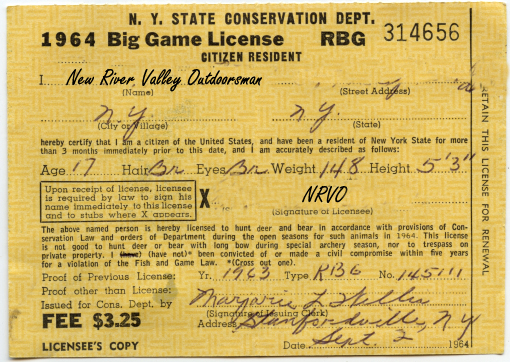 N. Y. STATE CONSERVATION DEPT.
1964 Big Game License RBG 314656
CITIZEN RESIDENT
I New River Valley Outdoorsman
(Name) (Street Address)
N Y N. Y.
(City or Village) (State)
hereby certify that I am a citizen of the United States, and have been a resident of New York State for more
than 3 months immediately prior to this date, and I am accurately described as follows:
Age 17 Hair Br Eyes Br Weight 148 Height 5'3"
Upon receipt of license, licensee
is required by law to sign his
name immediately to this license
and to stubs where X appears.
X NRVO
(Signature of Licensee)
The above named person is hereby licensed to hunt deer and bear in accordance with provisions of Con-
servation Law and orders of Department during the open seasons for such animals in 1964. This license
is not good to hunt deer or bear with long bow during special archery season, nor to trespass on
private property. I (have) (have not)* been convicted of or made a civil compromise within five years
for a violation of the Fish and Game Law. *(Cross out one).
Proof of Previous License: Yr. 1963 Type RBG No. 145111
Proof other than License:
Issued for Cons. Dept. by Marjorie L
(Signature of Issuing Clerk)
FEE $3.25 Address Stanfordville, N Y
LICENSEE'S COPY Date Sept. 2 1964
RETAIN THIS LICENSE FOR RENEWAL